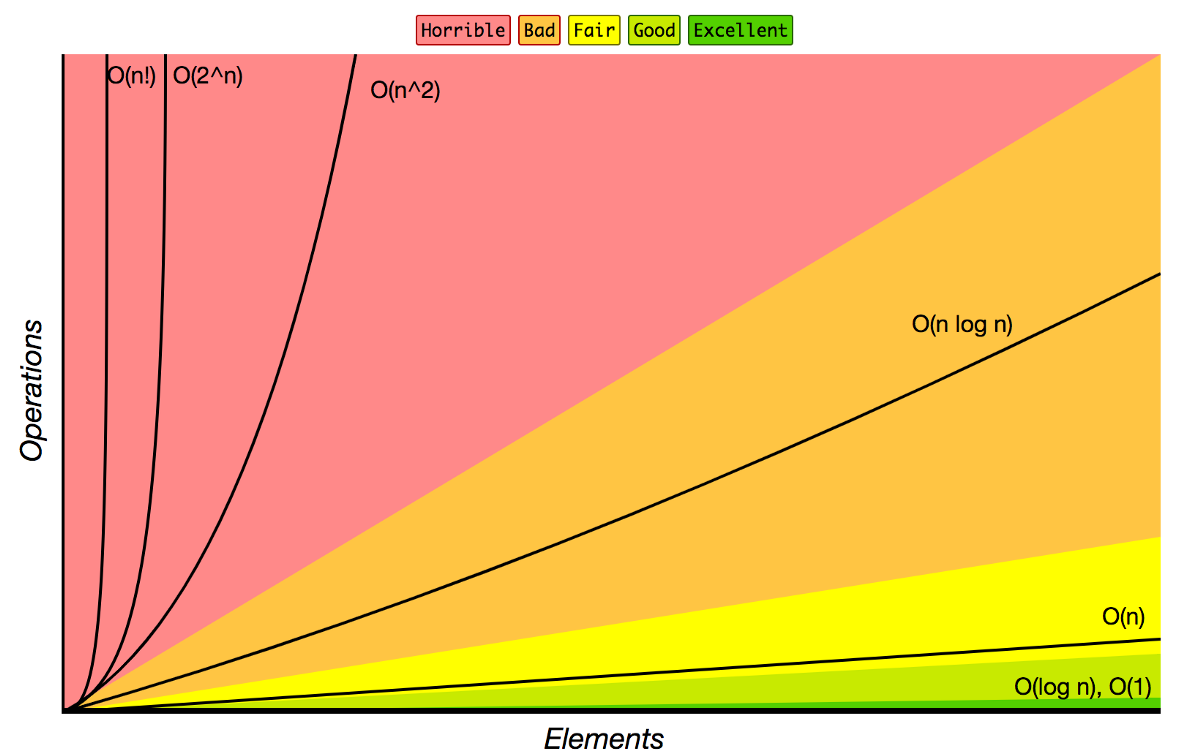 Horrible Bad Fair Good Excellent
O(n!) O(2^n)
O(n^2)
O(n log n)
O(n)
O(log n), O(1)
Operations
Elements